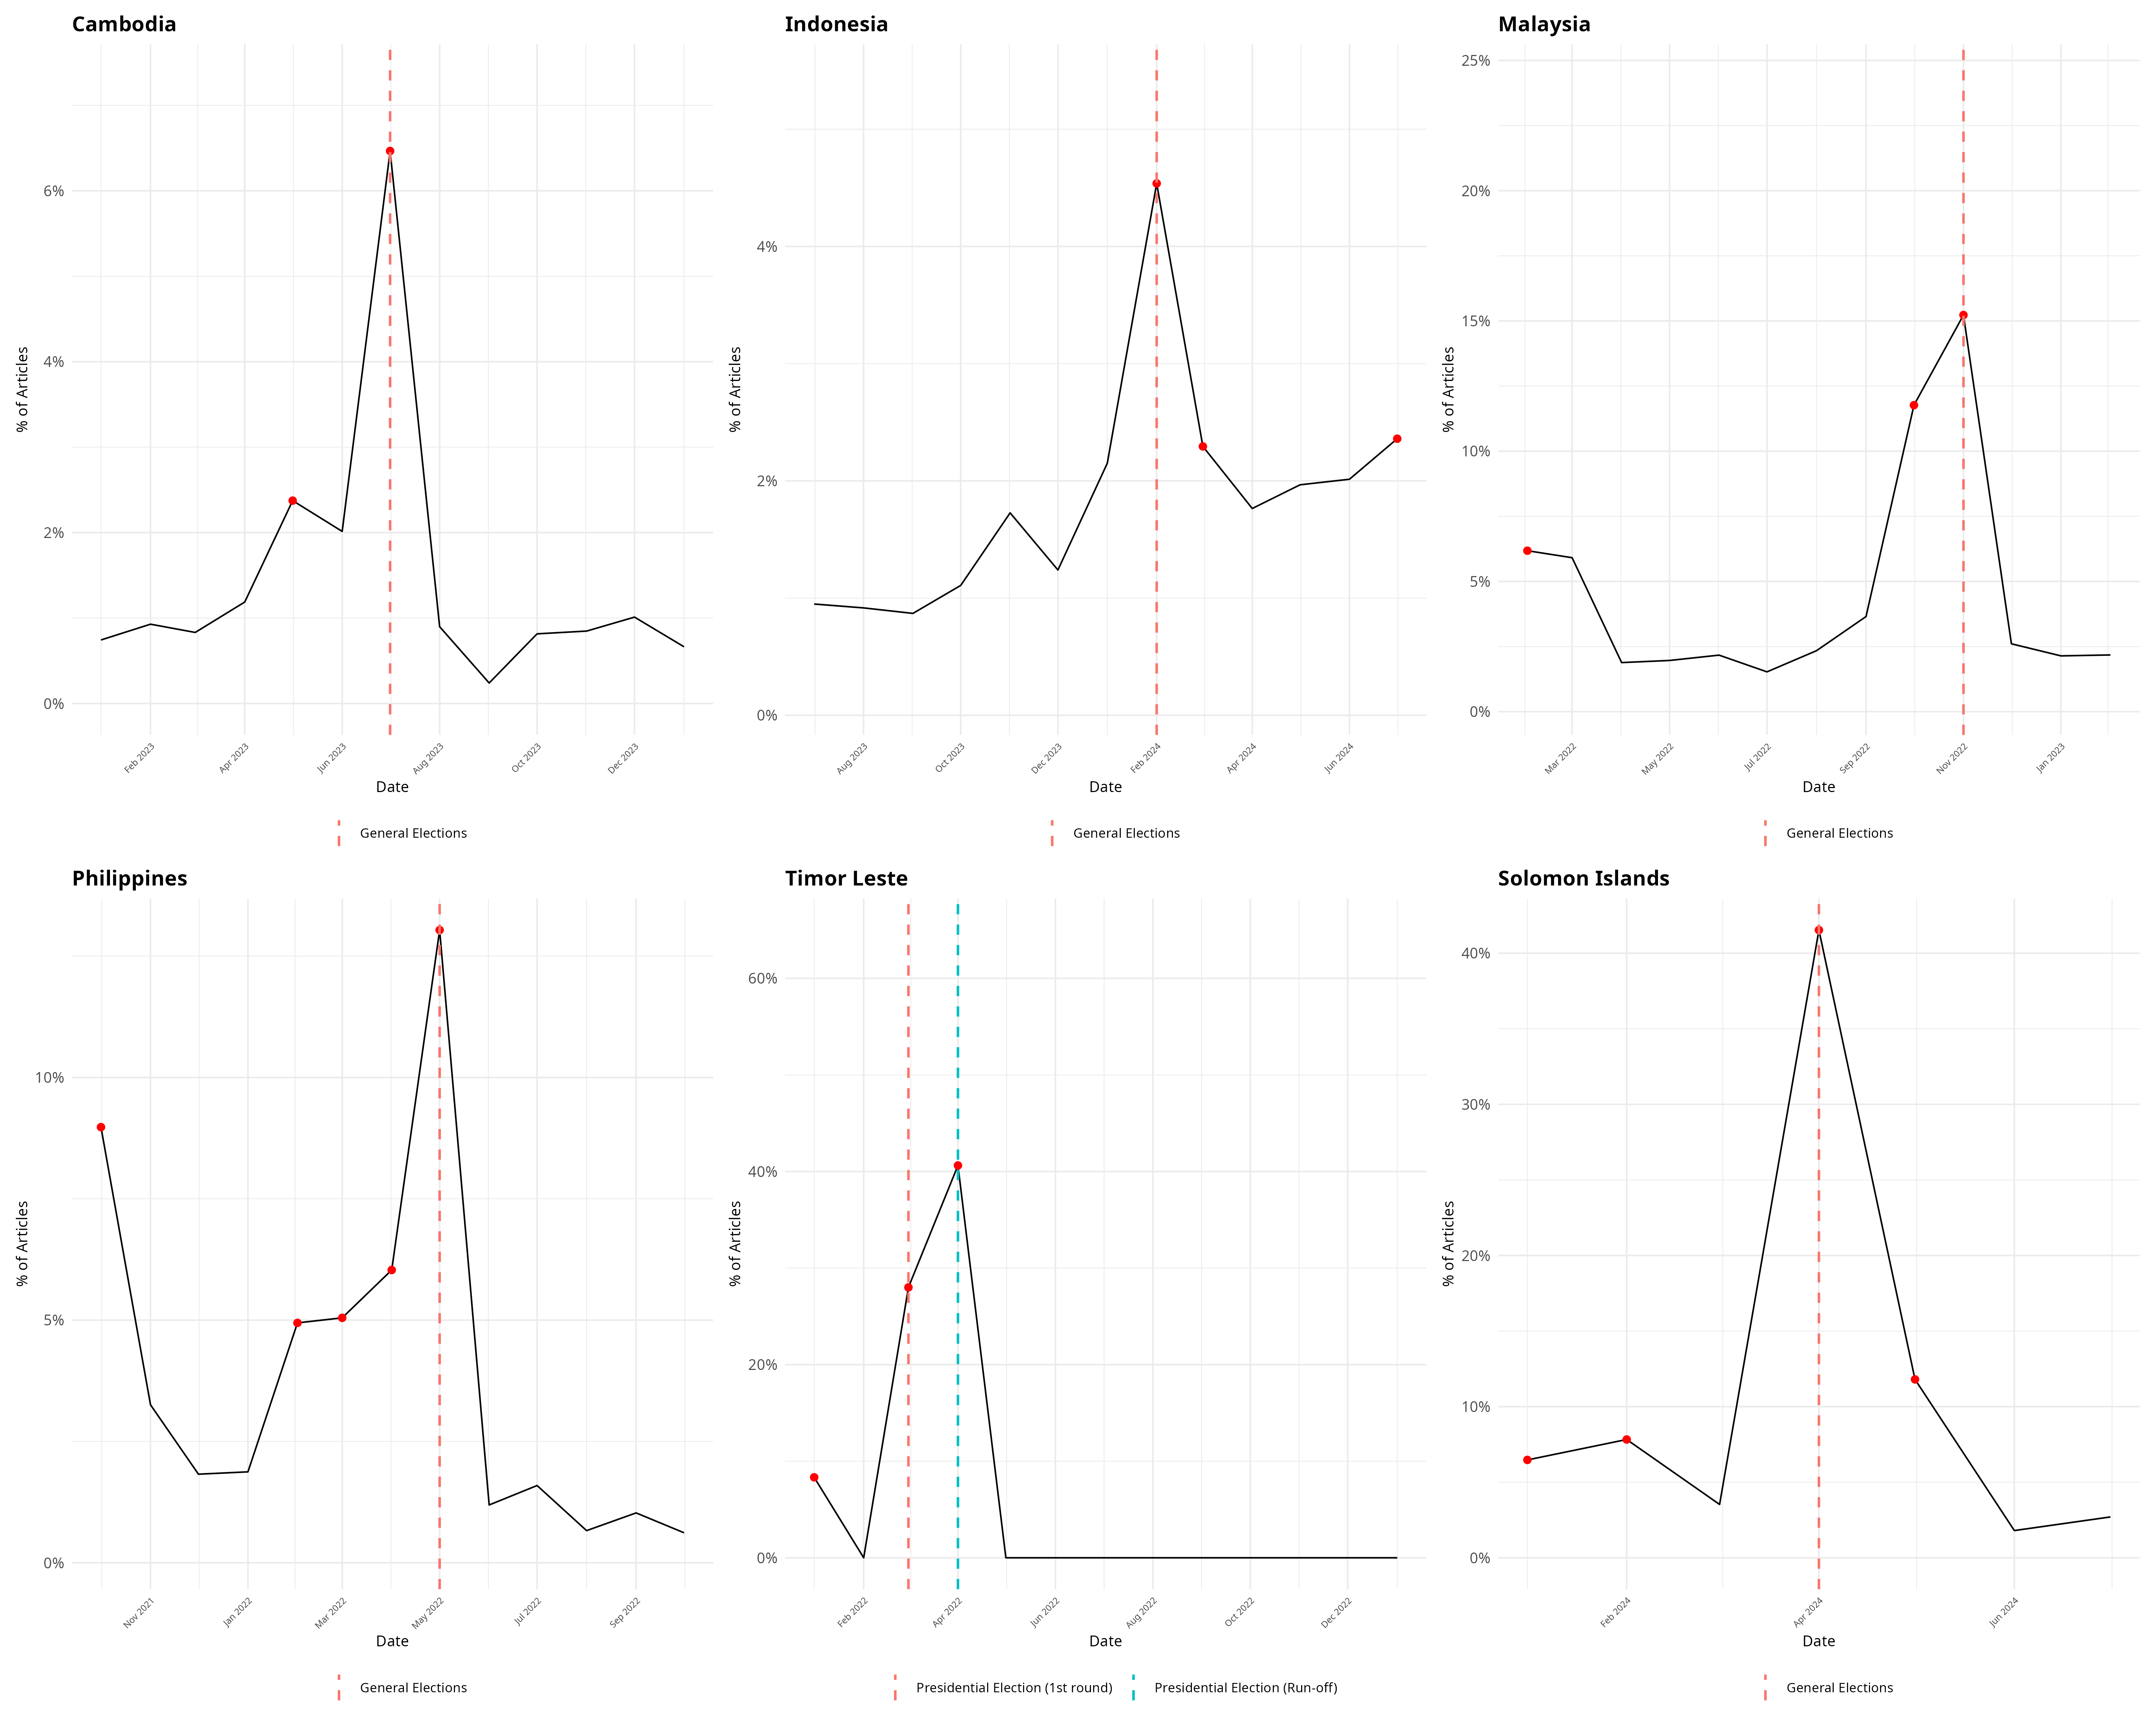 Cambodia
% of Articles
6%
4%
2%
0%
Feb 2023 Apr 2023 Jun 2023 Aug 2023 Oct 2023 Dec 2023
Date
General Elections
Indonesia
% of Articles
4%
2%
0%
Aug 2023 Oct 2023 Dec 2023 Feb 2024 Apr 2024 Jun 2024
Date
General Elections
Malaysia
% of Articles
25%
20%
15%
10%
5%
0%
Mar 2022 May 2022 Jul 2022 Sep 2022 Nov 2022 Jan 2023
Date
General Elections
Philippines
% of Articles
10%
5%
0%
Nov 2021 Jan 2022 Mar 2022 May 2022 Jul 2022 Sep 2022
Date
General Elections
Timor Leste
% of Articles
60%
40%
20%
0%
Feb 2022 Apr 2022 Jun 2022 Aug 2022 Oct 2022 Dec 2022
Date
Presidential Election (1st round) Presidential Election (Run-off)
Solomon Islands
% of Articles
40%
30%
20%
10%
0%
Feb 2024 Apr 2024 Jun 2024
Date
General Elections